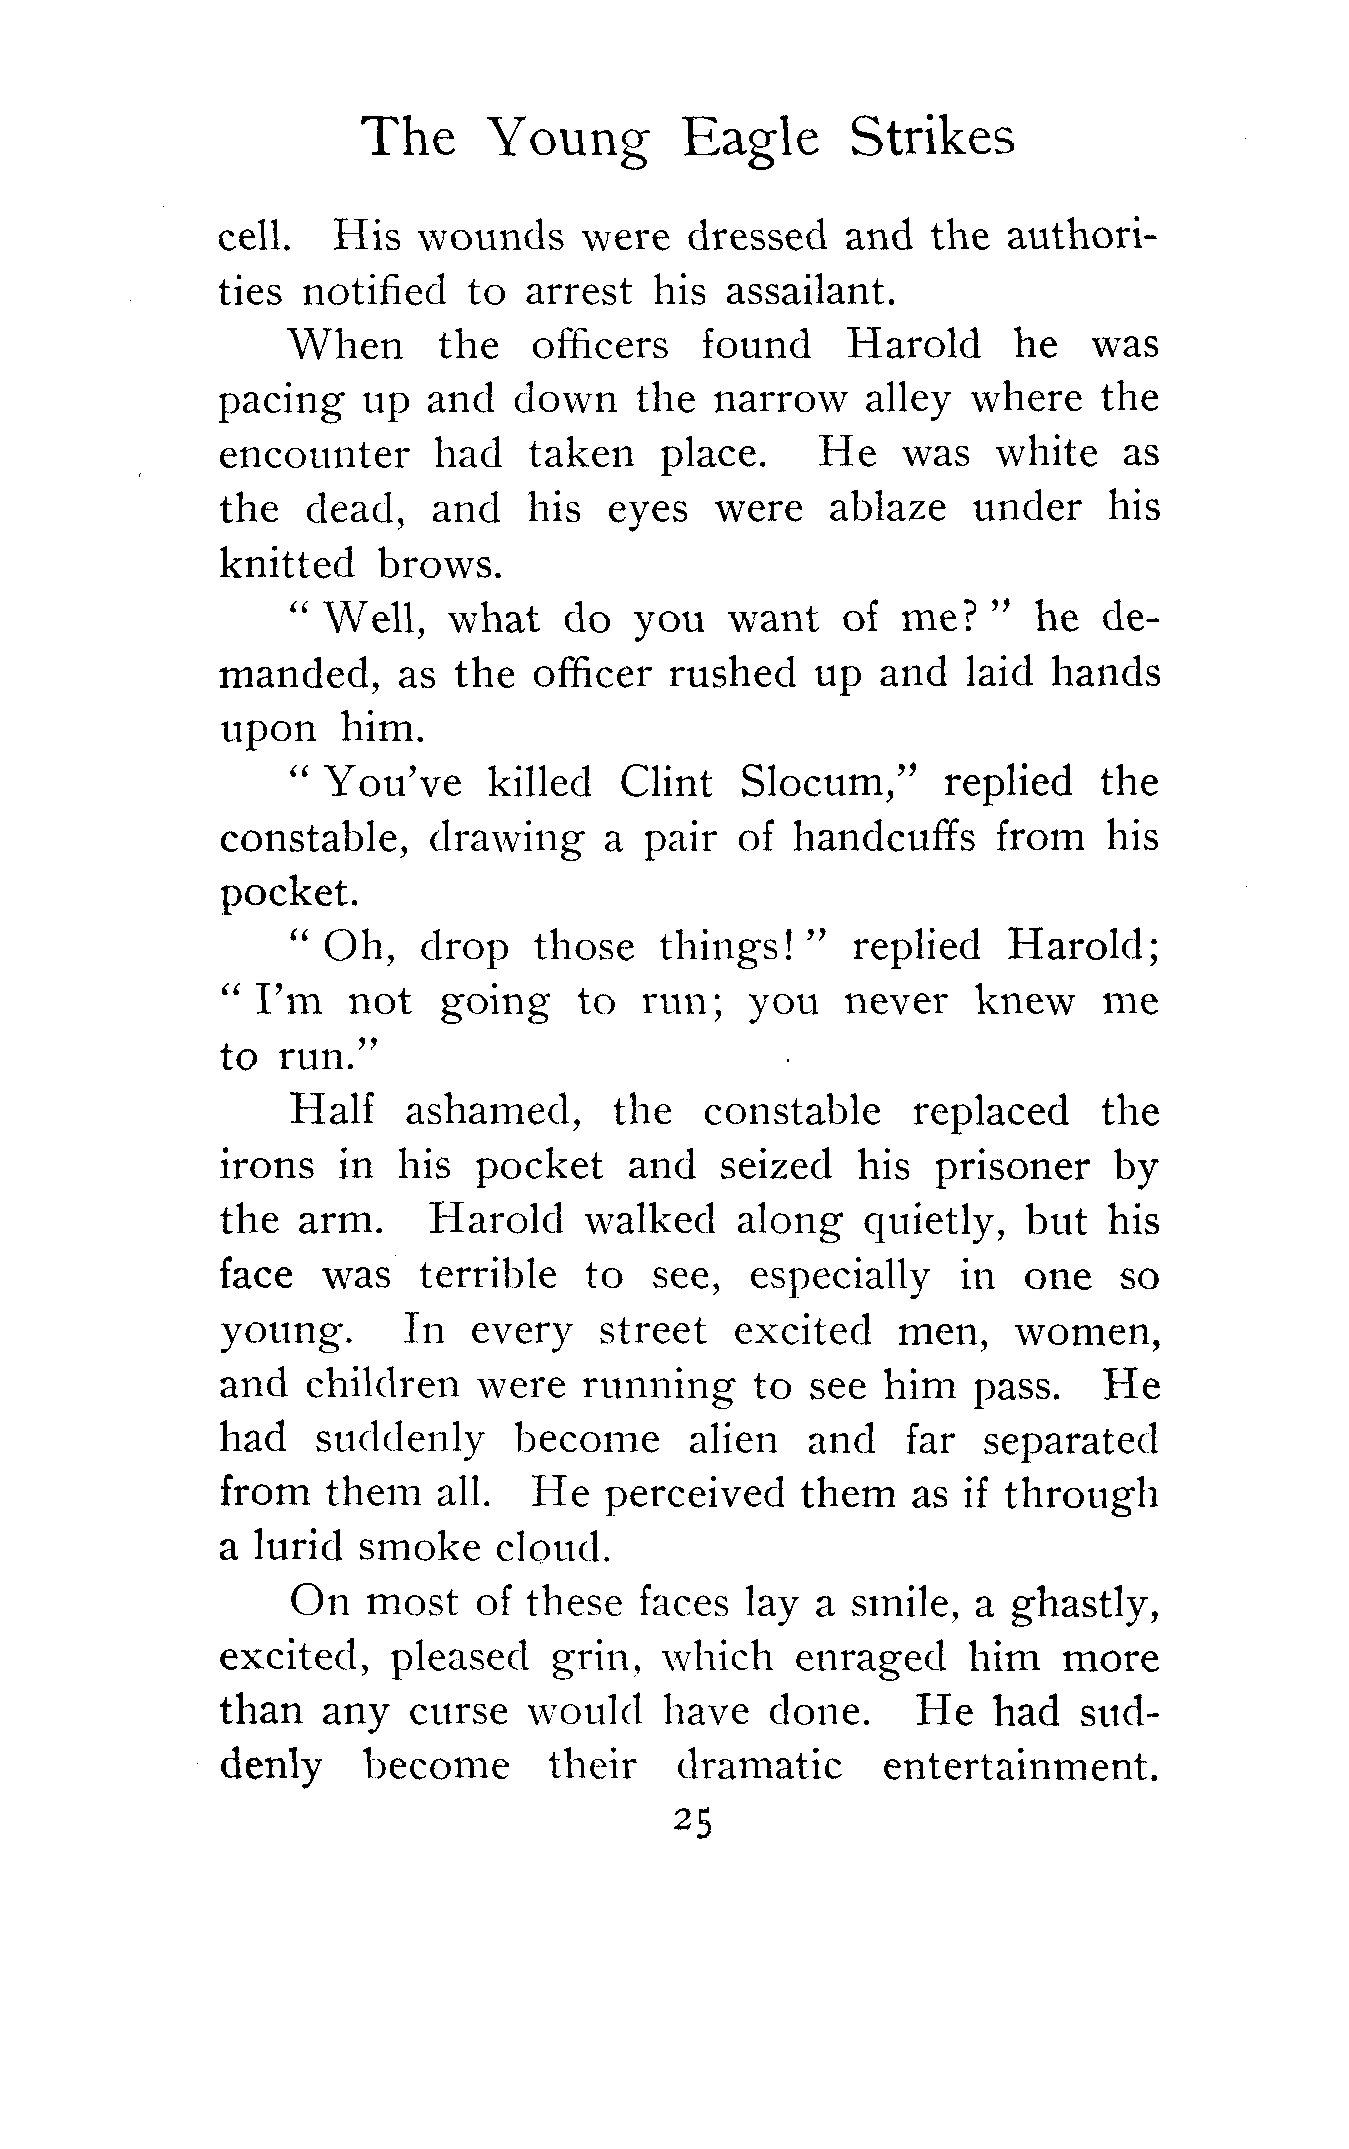 The Young Eagle Strikes
cell. His wounds were dressed and the authori-
ties notified to arrest his assailant.
When the officers found Harold he was
pacing up and down the narrow alley where the
encounter had taken place. He was white as
the dead, and his eyes were ablaze under his
knitted brows.
“ Well, what do you want of me? ” he de-
manded, as the officer rushed up and laid hands
upon him.
“ You’ve killed Clint Slocum,” replied the
constable, drawing a pair of handcuffs from his
pocket.
“ Oh, drop those things! ” replied Harold;
“ I’m not going to run; you never knew me
to run.”
Half ashamed, the constable replaced the
irons in his pocket and seized his prisoner by
the arm. Harold walked along quietly, but his
face was terrible to see, especially in one so
young. In every street excited men, women,
and children were running to see him pass. He
had suddenly become alien and far separated
from them all. He perceived them as if through
a lurid smoke cloud.
On most of these faces lay a smile, a ghastly,
excited, pleased grin, which enraged him more
than any curse would have done. He had sud-
denly become their dramatic entertainment.
25